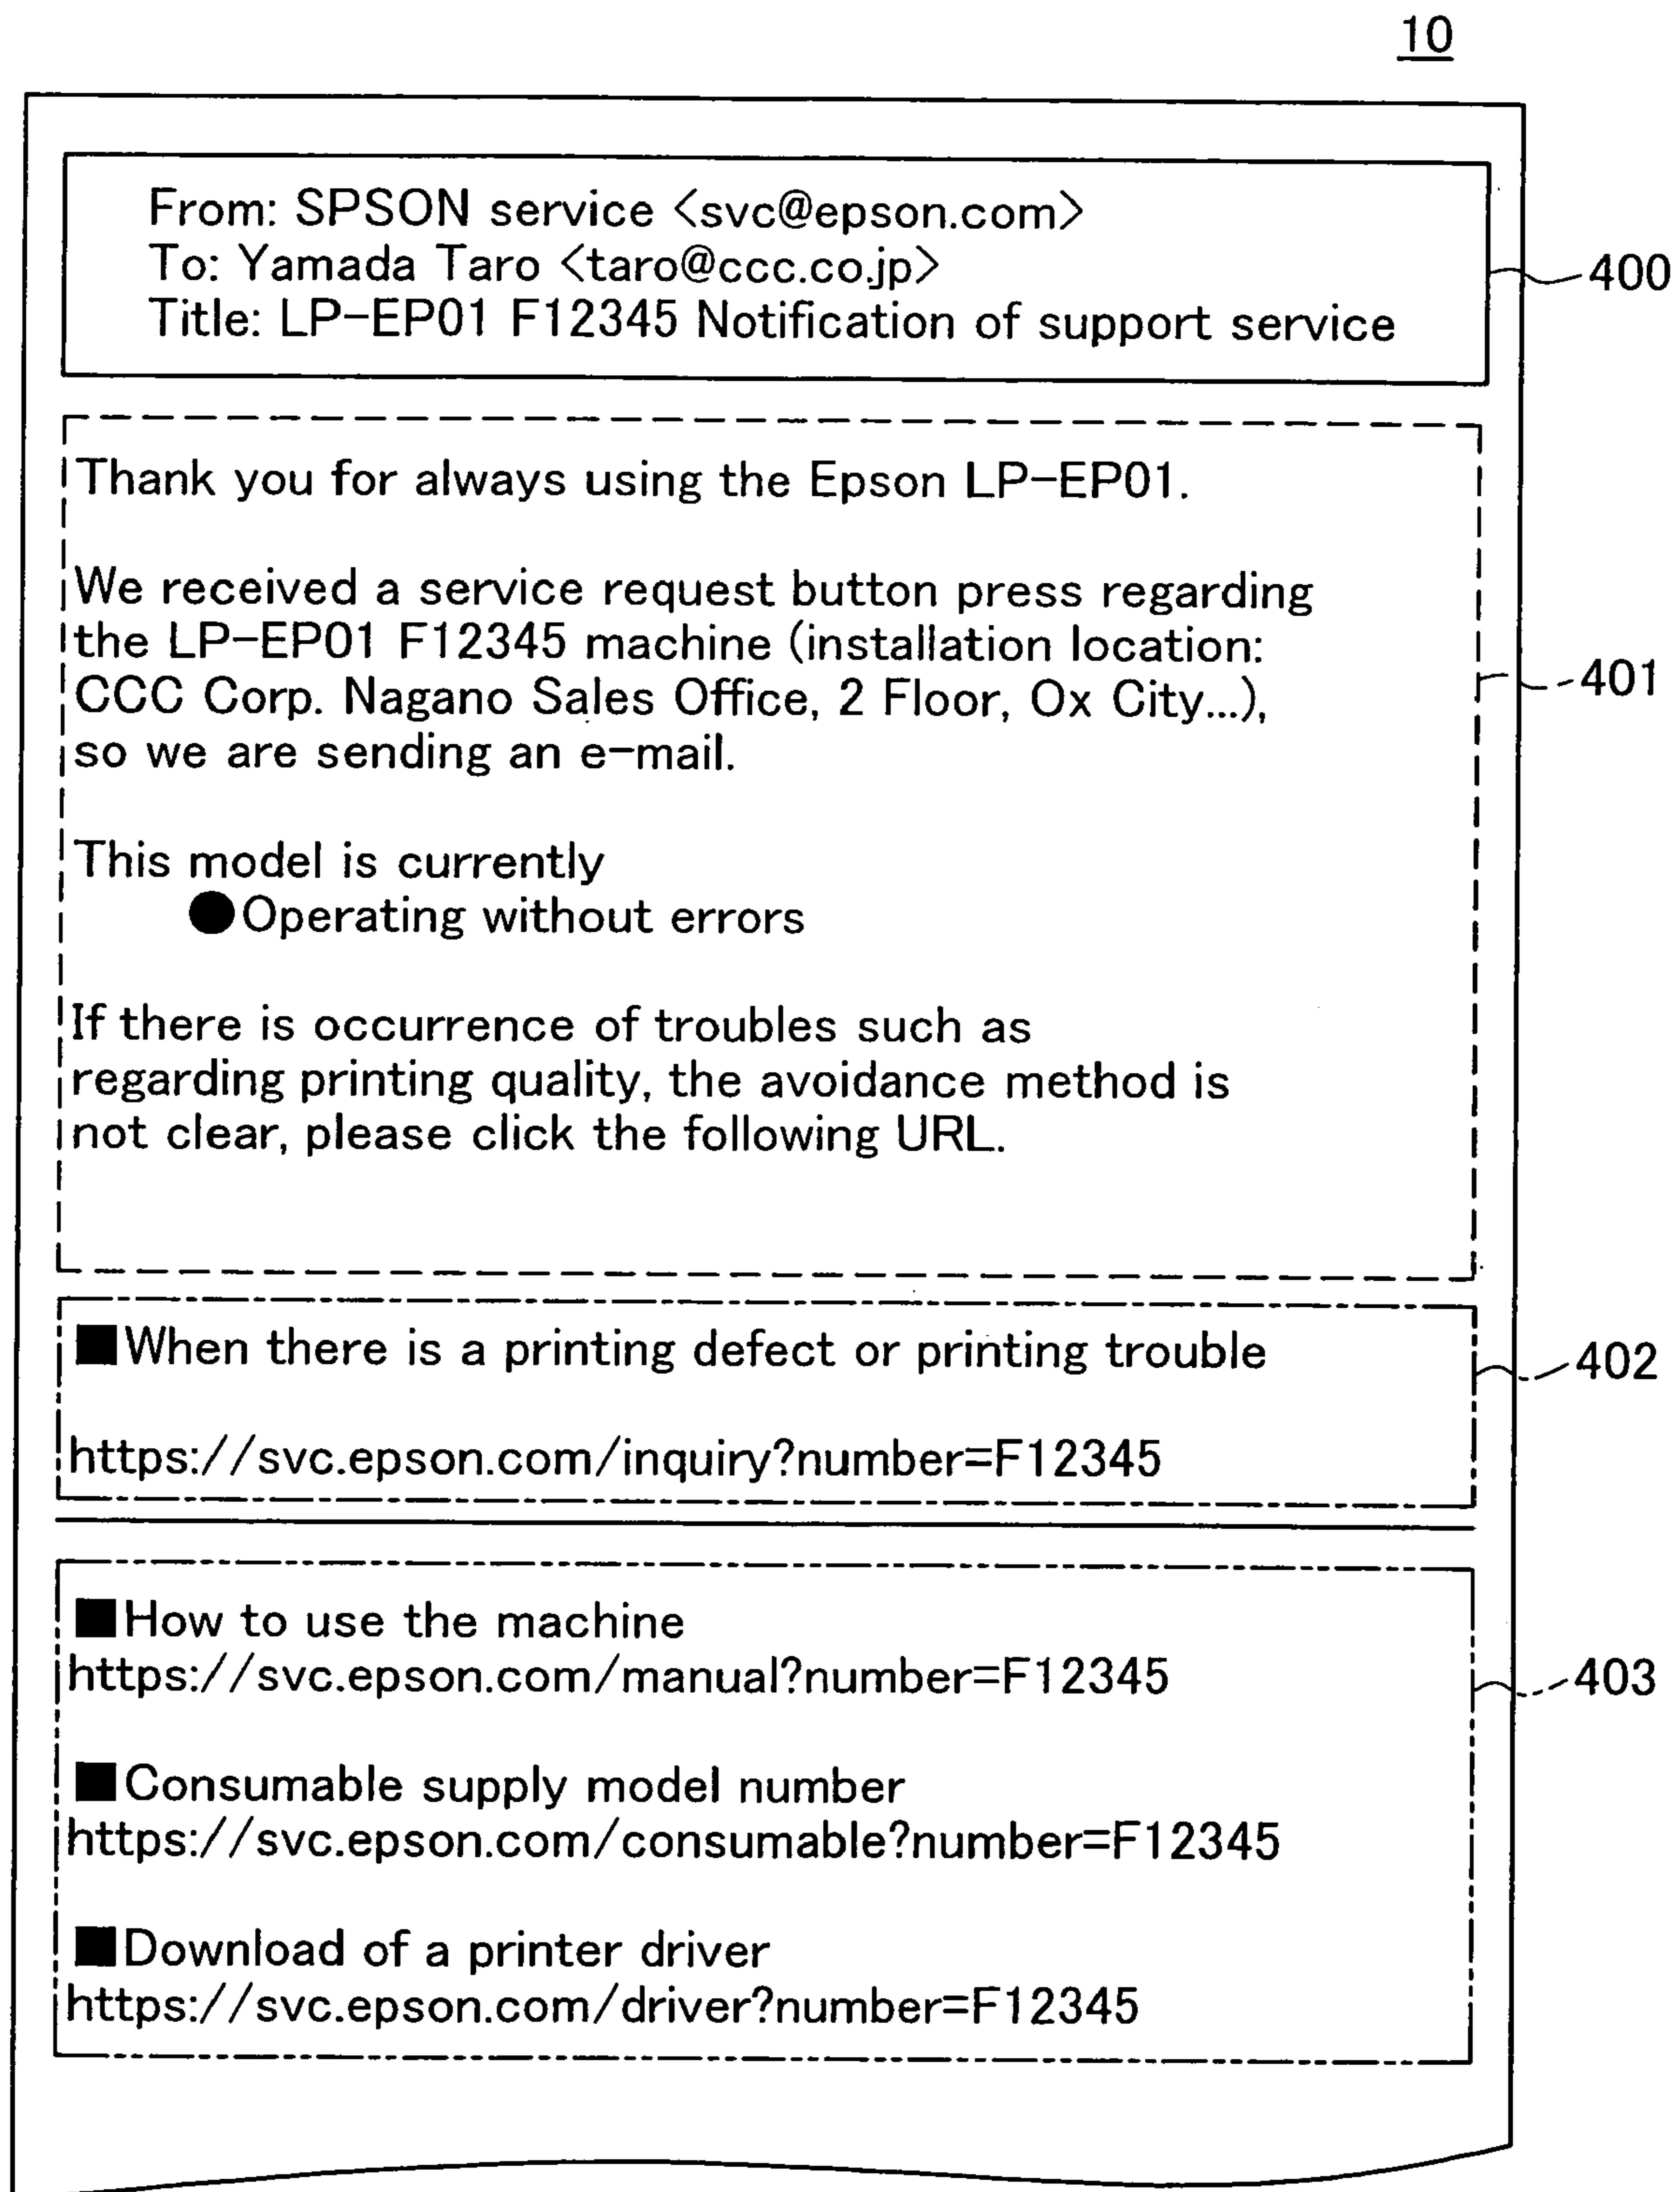 10
From: SPSON service <svc@epson.com>
To: Yamada Taro <taro@ccc.co.jp>
Title: LP-EP01 F12345 Notification of support service
400
Thank you for always using the Epson LP-EP01.
We received a service request button press regarding
the LP-EP01 F12345 machine (installation location:
CCC Corp. Nagano Sales Office, 2 Floor, Ox City...),
so we are sending an e-mail.
401
This model is currently
●Operating without errors
If there is occurrence of troubles such as
regarding printing quality, the avoidance method is
not clear, please click the following URL.
■When there is a printing defect or printing trouble
402
https://svc.epson.com/inquiry?number=F12345
■How to use the machine
https://svc.epson.com/manual?number=F12345
403
■Consumable supply model number
https://svc.epson.com/consumable?number=F12345
■Download of a printer driver
https://svc.epson.com/driver?number=F12345